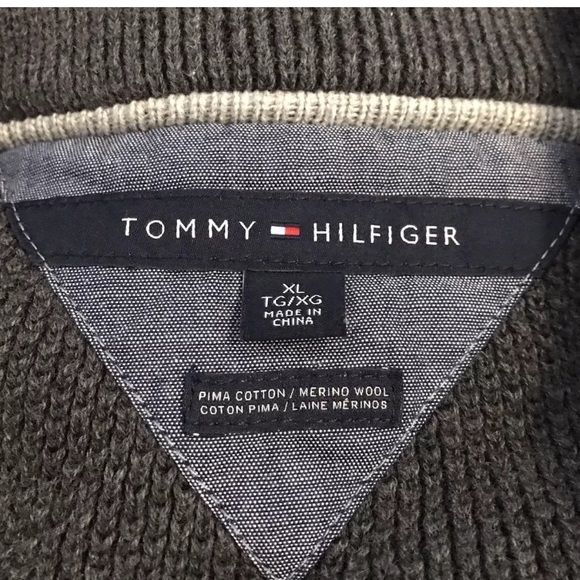 TOMMY HILFIGER
XL
TG/XG
MADE IN
CHINA
PIMA COTTON / MERINO WOOL
COTON PIMA / LAINE MÉRINOS